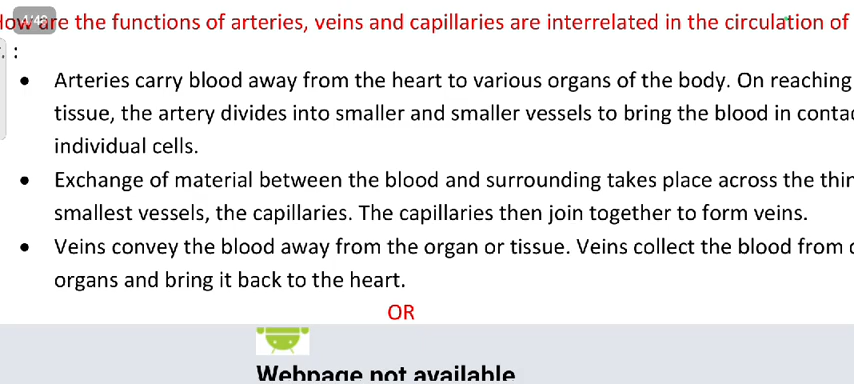 How are the functions of arteries, veins and capillaries are interrelated in the circulation of
. :
• Arteries carry blood away from the heart to various organs of the body. On reaching
tissue, the artery divides into smaller and smaller vessels to bring the blood in contac
individual cells.
• Exchange of material between the blood and surrounding takes place across the thin
smallest vessels, the capillaries. The capillaries then join together to form veins.
• Veins convey the blood away from the organ or tissue. Veins collect the blood from
organs and bring it back to the heart.
OR
Webpage not available